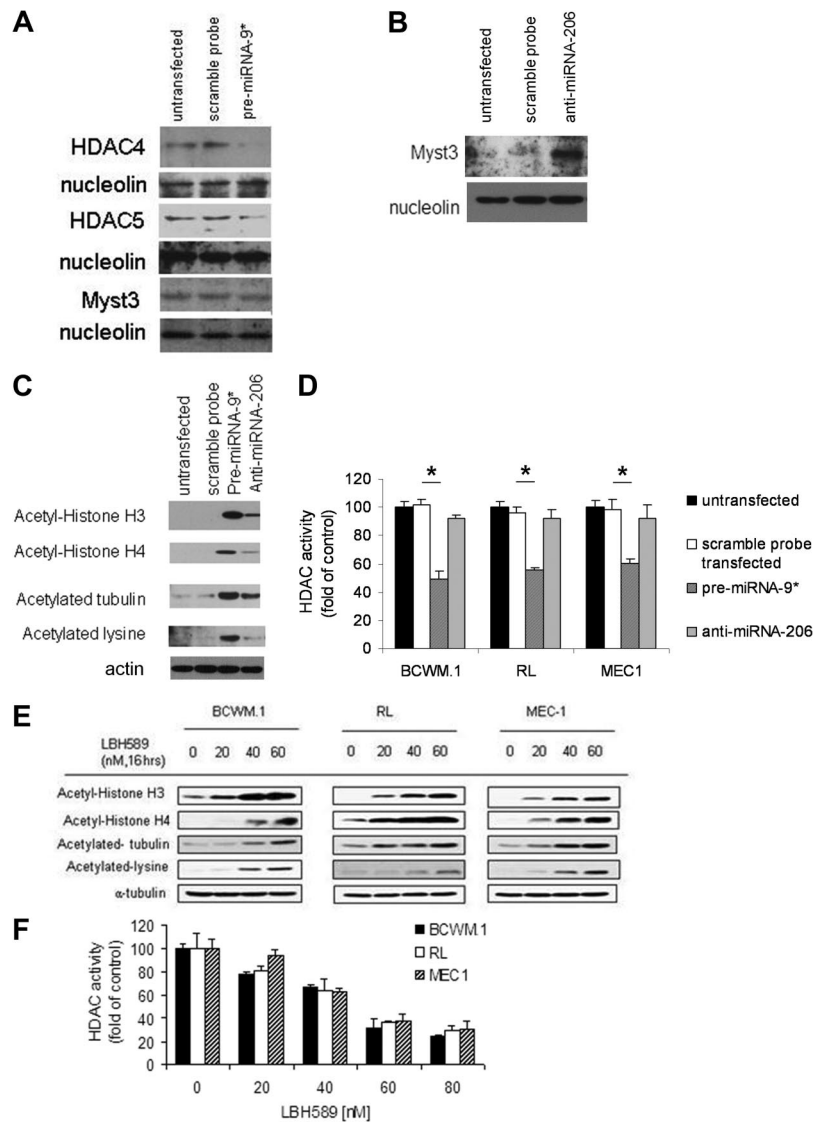 A
untransfected
scramble probe
pre-miRNA-9*
HDAC4
nucleolin
HDAC5
nucleolin
Myst3
nucleolin
B
untransfected
scramble probe
anti-miRNA-206
Myst3
nucleolin
C
untransfected
scramble probe
Pre-miRNA-9*
Anti-miRNA-206
Acetyl-Histone H3
Acetyl-Histone H4
Acetylated tubulin
Acetylated lysine
actin
D
HDAC activity
(fold of control)
120
100
80
60
40
20
0
* * *
BCWM.1 RL MEC1
untransfected
scramble probe
transfected
pre-miRNA-9*
anti-miRNA-206
E
BCWM.1 RL MEC-1
LBH589
(nM,16hrs)
0 20 40 60 0 20 40 60 0 20 40 60
Acetyl-Histone H3
Acetyl-Histone H4
Acetylated- tubulin
Acetylated-lysine
α-tubulin
F
HDAC activity
(fold of control)
120
100
80
60
40
20
0
BCWM.1
RL
MEC1
0 20 40 60 80
LBH589 [nM]